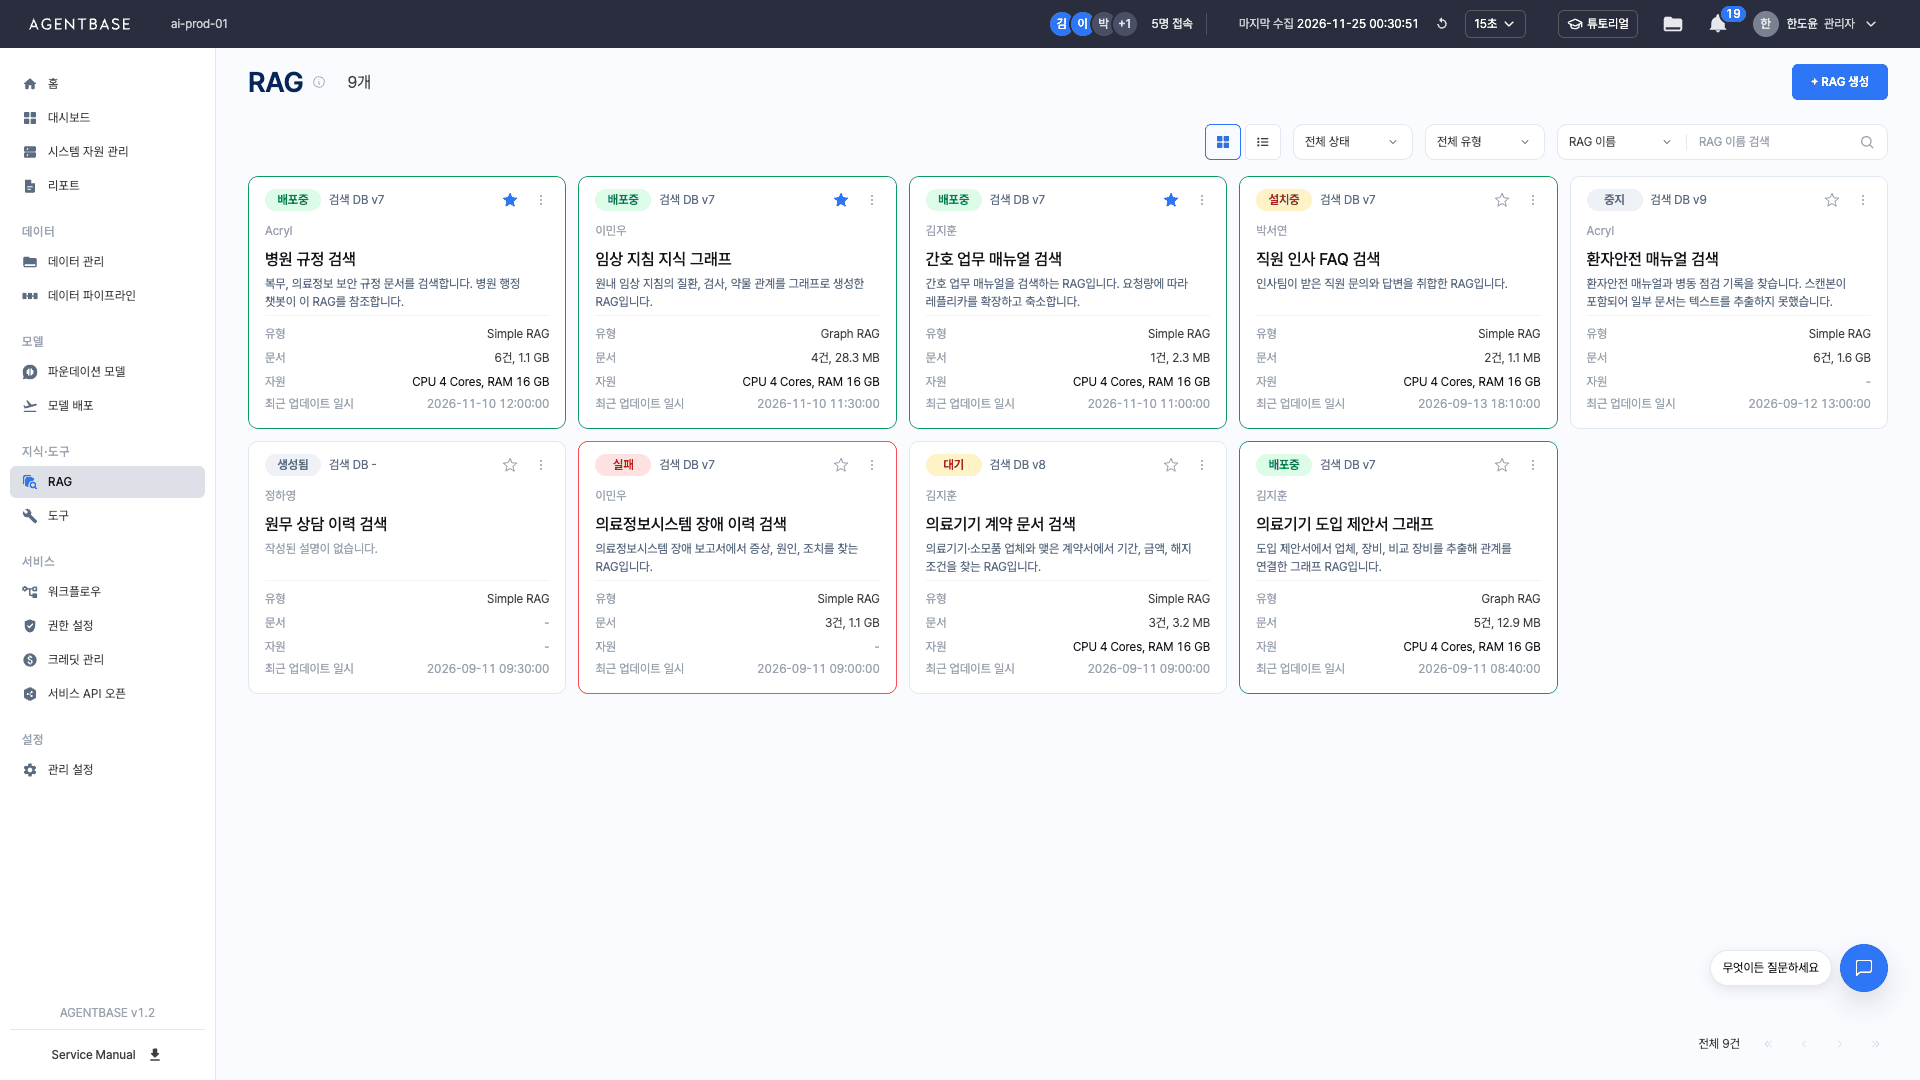 AGENTBASE
ai-prod-01
김 이 박 +1 5명 접속
마지막 수집 2026-11-25 00:30:51
15초
튜토리얼
19
한 한도윤 관리자
홈
대시보드
시스템 자원 관리
리포트
데이터
데이터 관리
데이터 파이프라인
모델
파운데이션 모델
모델 배포
지식·도구
RAG
도구
서비스
워크플로우
권한 설정
크레딧 관리
서비스 API 오픈
설정
관리 설정
AGENTBASE v1.2
Service Manual
RAG 9개
+ RAG 생성
전체 상태
전체 유형
RAG 이름
RAG 이름 검색
배포중 검색 DB v7
Acryl
병원 규정 검색
복무, 의료정보 보안 규정 문서를 검색합니다. 병원 행정
챗봇이 이 RAG를 참조합니다.
유형 Simple RAG
문서 6건, 1.1 GB
자원 CPU 4 Cores, RAM 16 GB
최근 업데이트 일시 2026-11-10 12:00:00
배포중 검색 DB v7
이민우
임상 지침 지식 그래프
원내 임상 지침의 질환, 검사, 약물 관계를 그래프로 생성한
RAG입니다.
유형 Graph RAG
문서 4건, 28.3 MB
자원 CPU 4 Cores, RAM 16 GB
최근 업데이트 일시 2026-11-10 11:30:00
배포중 검색 DB v7
김지훈
간호 업무 매뉴얼 검색
간호 업무 매뉴얼을 검색하는 RAG입니다. 요청량에 따라
레플리카를 확장하고 축소합니다.
유형 Simple RAG
문서 1건, 2.3 MB
자원 CPU 4 Cores, RAM 16 GB
최근 업데이트 일시 2026-11-10 11:00:00
설치중 검색 DB v7
박서연
직원 인사 FAQ 검색
인사팀이 받은 직원 문의와 답변을 취합한 RAG입니다.
유형 Simple RAG
문서 2건, 1.1 MB
자원 CPU 4 Cores, RAM 16 GB
최근 업데이트 일시 2026-09-13 18:10:00
중지 검색 DB v9
Acryl
환자안전 매뉴얼 검색
환자안전 매뉴얼과 병동 점검 기록을 찾습니다. 스캔본이
포함되어 일부 문서는 텍스트를 추출하지 못했습니다.
유형 Simple RAG
문서 6건, 1.6 GB
자원 -
최근 업데이트 일시 2026-09-12 13:00:00
생성됨 검색 DB -
정하영
원무 상담 이력 검색
작성된 설명이 없습니다.
유형 Simple RAG
문서 -
자원 -
최근 업데이트 일시 2026-09-11 09:30:00
실패 검색 DB v7
이민우
의료정보시스템 장애 이력 검색
의료정보시스템 장애 보고서에서 증상, 원인, 조치를 찾는
RAG입니다.
유형 Simple RAG
문서 3건, 1.1 GB
자원 -
최근 업데이트 일시 2026-09-11 09:00:00
대기 검색 DB v8
김지훈
의료기기 계약 문서 검색
의료기기·소모품 업체와 맺은 계약서에서 기간, 금액, 해지
조건을 찾는 RAG입니다.
유형 Simple RAG
문서 3건, 3.2 MB
자원 CPU 4 Cores, RAM 16 GB
최근 업데이트 일시 2026-09-11 09:00:00
배포중 검색 DB v7
김지훈
의료기기 도입 제안서 그래프
도입 제안서에서 업체, 장비, 비교 장비를 추출해 관계를
연결한 그래프 RAG입니다.
유형 Graph RAG
문서 5건, 12.9 MB
자원 CPU 4 Cores, RAM 16 GB
최근 업데이트 일시 2026-09-11 08:40:00
무엇이든 질문하세요
전체 9건